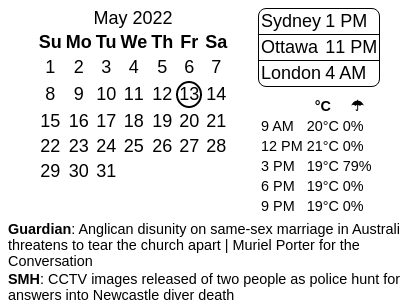 May 2022
Su Mo Tu We Th Fr Sa
1 2 3 4 5 6 7
8 9 10 11 12 13 14
15 16 17 18 19 20 21
22 23 24 25 26 27 28
29 30 31
Sydney 1 PM
Ottawa 11 PM
London 4 AM
°C ☂
9 AM 20°C 0%
12 PM 21°C 0%
3 PM 19°C 79%
6 PM 19°C 0%
9 PM 19°C 0%
Guardian: Anglican disunity on same-sex marriage in Australi
threatens to tear the church apart | Muriel Porter for the
Conversation
SMH: CCTV images released of two people as police hunt for
answers into Newcastle diver death